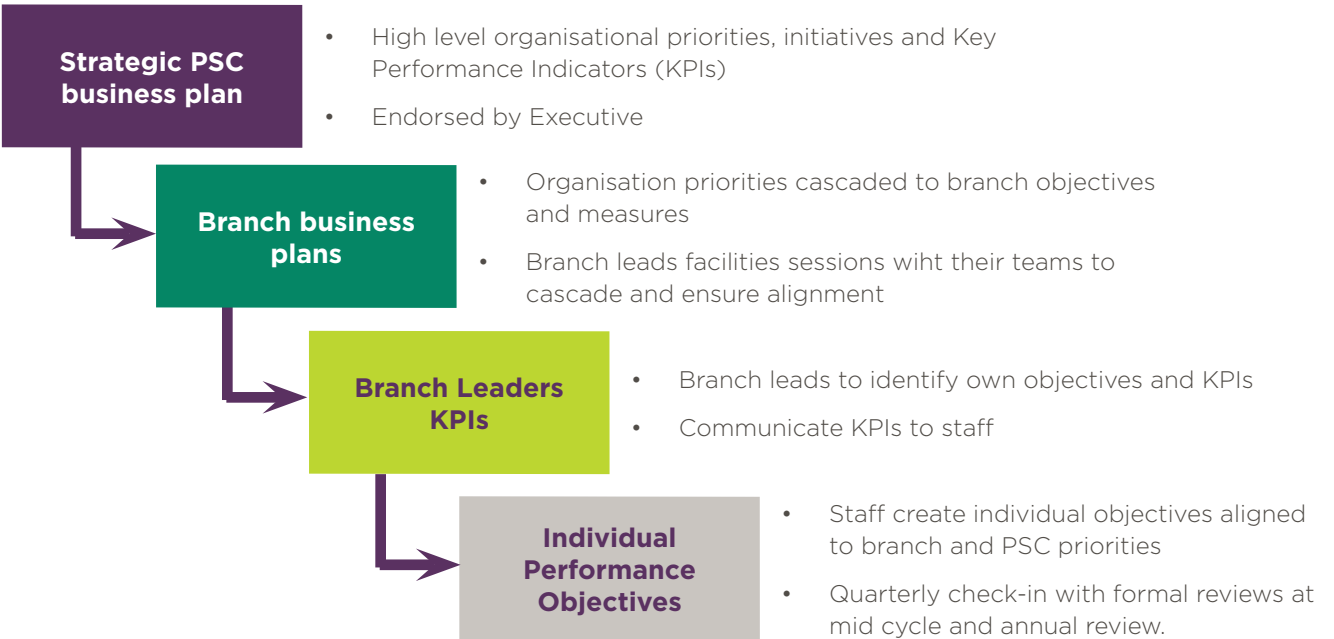 Strategic PSC
business plan
• High level organisational priorities, initiatives and Key
Performance Indicators (KPIs)
• Endorsed by Executive
Branch business
plans
• Organisation priorities cascaded to branch objectives
and measures
• Branch leads facilities sessions wiht their teams to
cascade and ensure alignment
Branch Leaders
KPIs
• Branch leads to identify own objectives and KPIs
• Communicate KPIs to staff
Individual
Performance
Objectives
• Staff create individual objectives aligned
to branch and PSC priorities
• Quarterly check-in with formal reviews at
mid cycle and annual review.